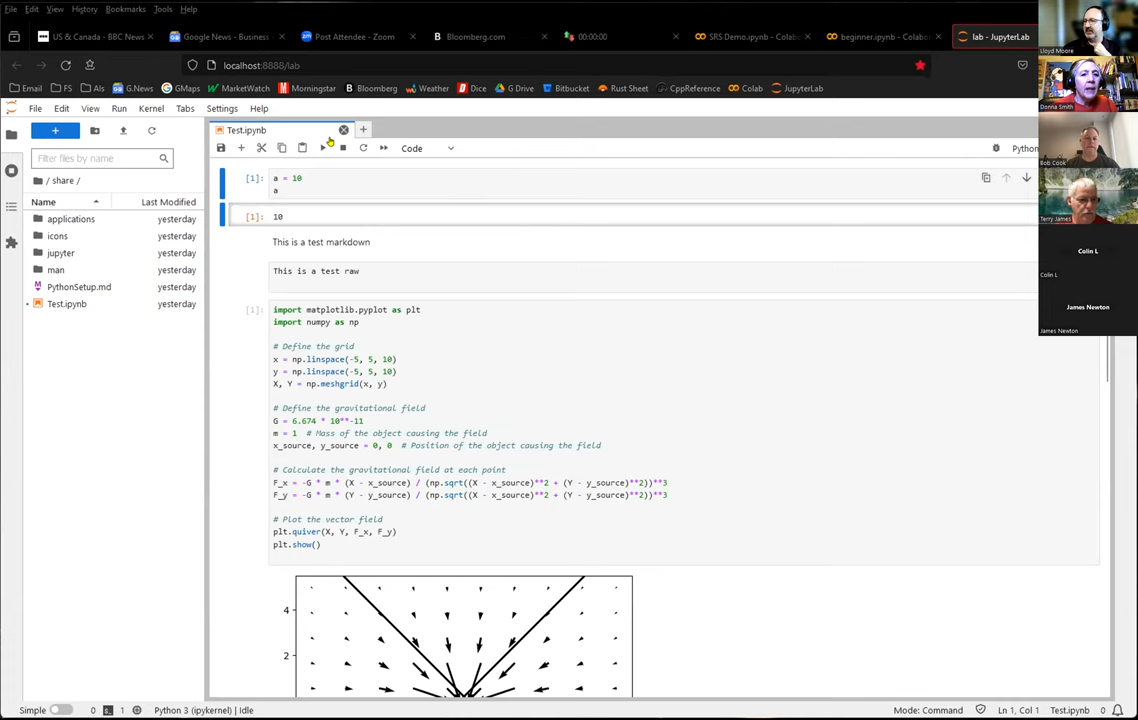 File Edit View History Bookmarks Tools Help
US & Canada - BBC News
Google News - Business
Post Attendee - Zoom
Bloomberg.com
00:00:00
SRS Demo.ipynb - Colab
beginner.ipynb - Colab
lab - JupyterLab
localhost:8888/lab
Email FS AIs G.News GMaps MarketWatch Morningstar Bloomberg Weather Dice G Drive Bitbucket Rust Sheet CppReference Colab JupyterLab
File Edit View Run Kernel Tabs Settings Help
Test.ipynb
Code
Python
Filter files by name
/ share /
Name Last Modified
applications yesterday
icons yesterday
jupyter yesterday
man yesterday
PythonSetup.md yesterday
Test.ipynb yesterday
[1]: a = 10
a
[1]: 10
This is a test markdown
This is a test raw
[1]: import matplotlib.pyplot as plt
import numpy as np
# Define the grid
x = np.linspace(-5, 5, 10)
y = np.linspace(-5, 5, 10)
X, Y = np.meshgrid(x, y)
# Define the gravitational field
G = 6.674 * 10**-11
m = 1 # Mass of the object causing the field
x_source, y_source = 0, 0 # Position of the object causing the field
# Calculate the gravitational field at each point
F_x = -G * m * (X - x_source) / (np.sqrt((X - x_source)**2 + (Y - y_source)**2))**3
F_y = -G * m * (Y - y_source) / (np.sqrt((X - x_source)**2 + (Y - y_source)**2))**3
# Plot the vector field
plt.quiver(X, Y, F_x, F_y)
plt.show()
4
2
Lloyd Moore
Donna Smith
Bob Cook
Terry James
Colin L
Colin L
James Newton
James Newton
Simple 0 1 Python 3 (ipykernel) | Idle
Mode: Command Ln 1, Col 1 Test.ipynb 0